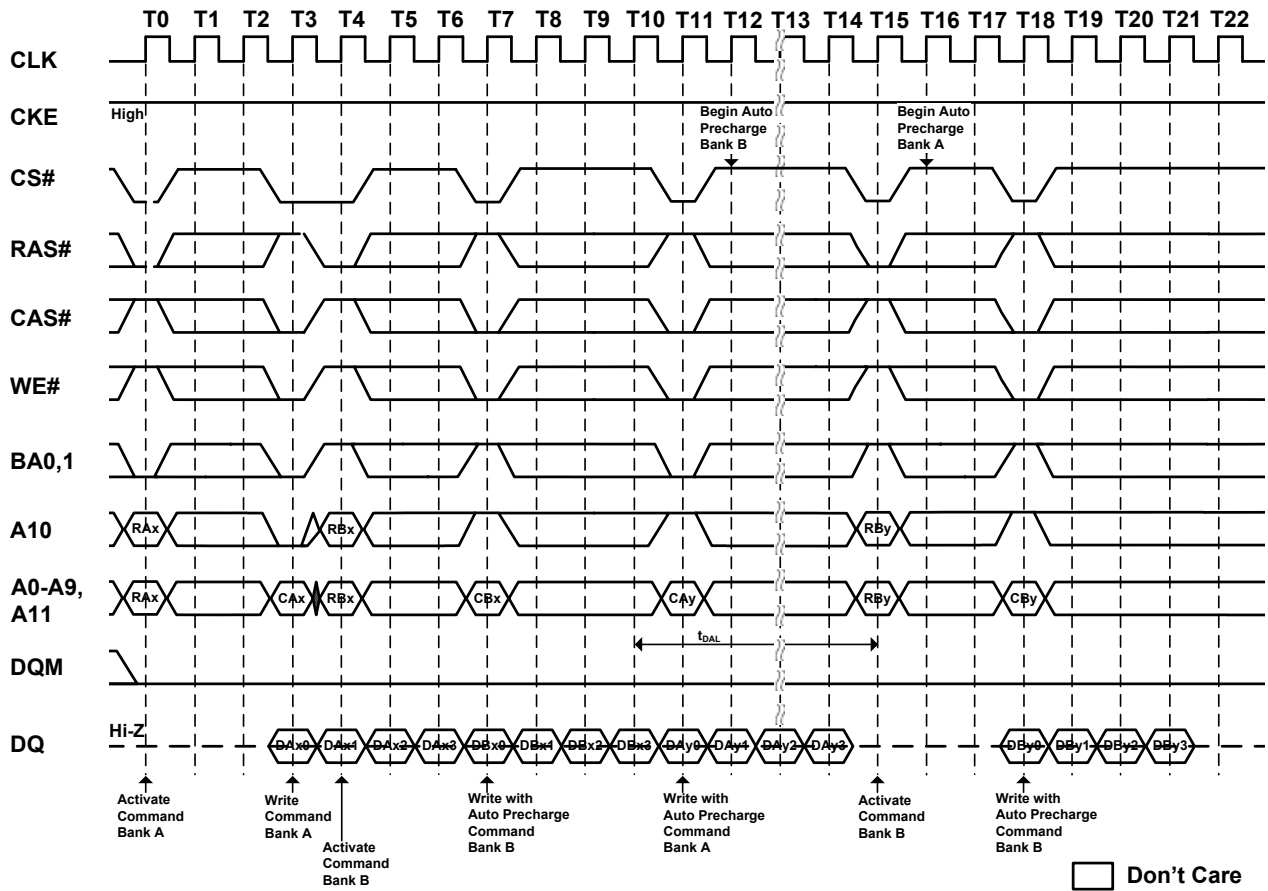 T0 T1 T2 T3 T4 T5 T6 T7 T8 T9 T10 T11 T12 T13 T14 T15 T16 T17 T18 T19 T20 T21 T22
CLK
CKE
High
Begin Auto
Precharge
Bank B
Begin Auto
Precharge
Bank A
CS#
RAS#
CAS#
WE#
BA0,1
A10
RAx RBx RBy
A0-A9,
A11
RAx CAx RBx CBx CAy RBy CBy
tDAL
DQM
Hi-Z
DQ
DAx0 DAx1 DAx2 DAx3 DBx0 DBx1 DBx2 DBx3 DAy0 DAy1 DAy2 DAy3 DBy0 DBy1 DBy2 DBy3
Activate
Command
Bank A
Write
Command
Bank A
Activate
Command
Bank B
Write with
Auto Precharge
Command
Bank B
Write with
Auto Precharge
Command
Bank A
Activate
Command
Bank B
Write with
Auto Precharge
Command
Bank B
Don't Care